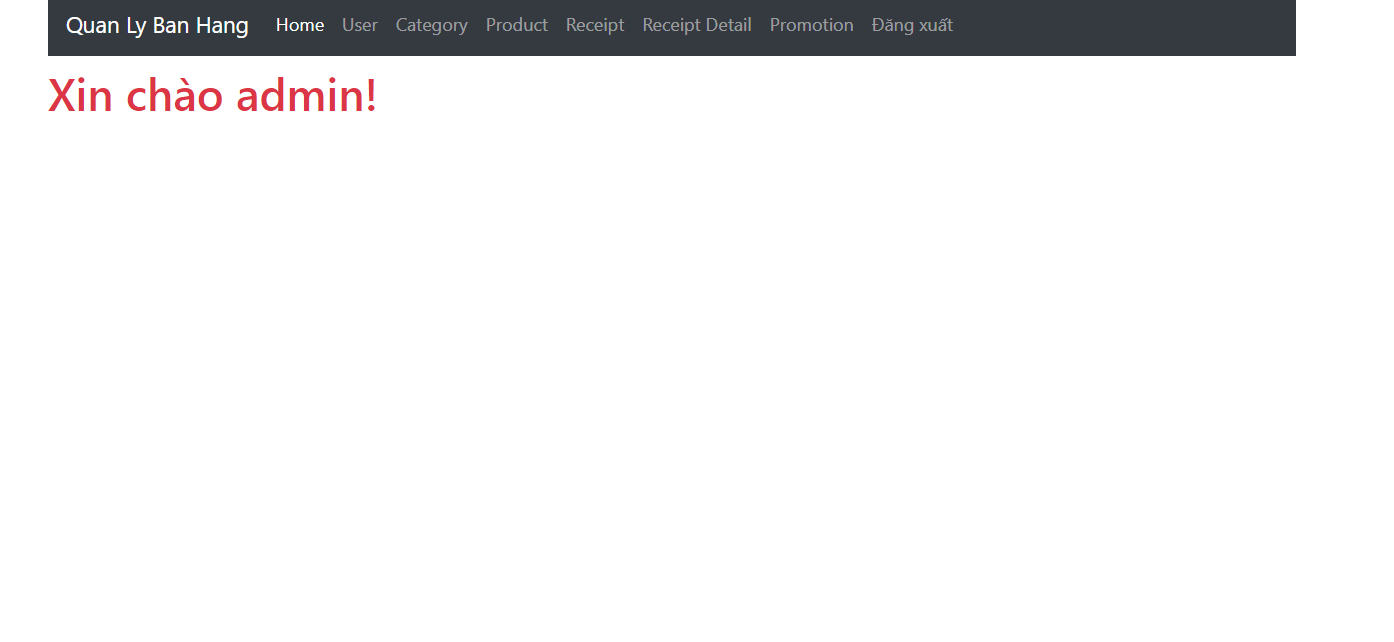 Quan Ly Ban Hang Home User Category Product Receipt Receipt Detail Promotion Đăng xuất
Xin chào admin!